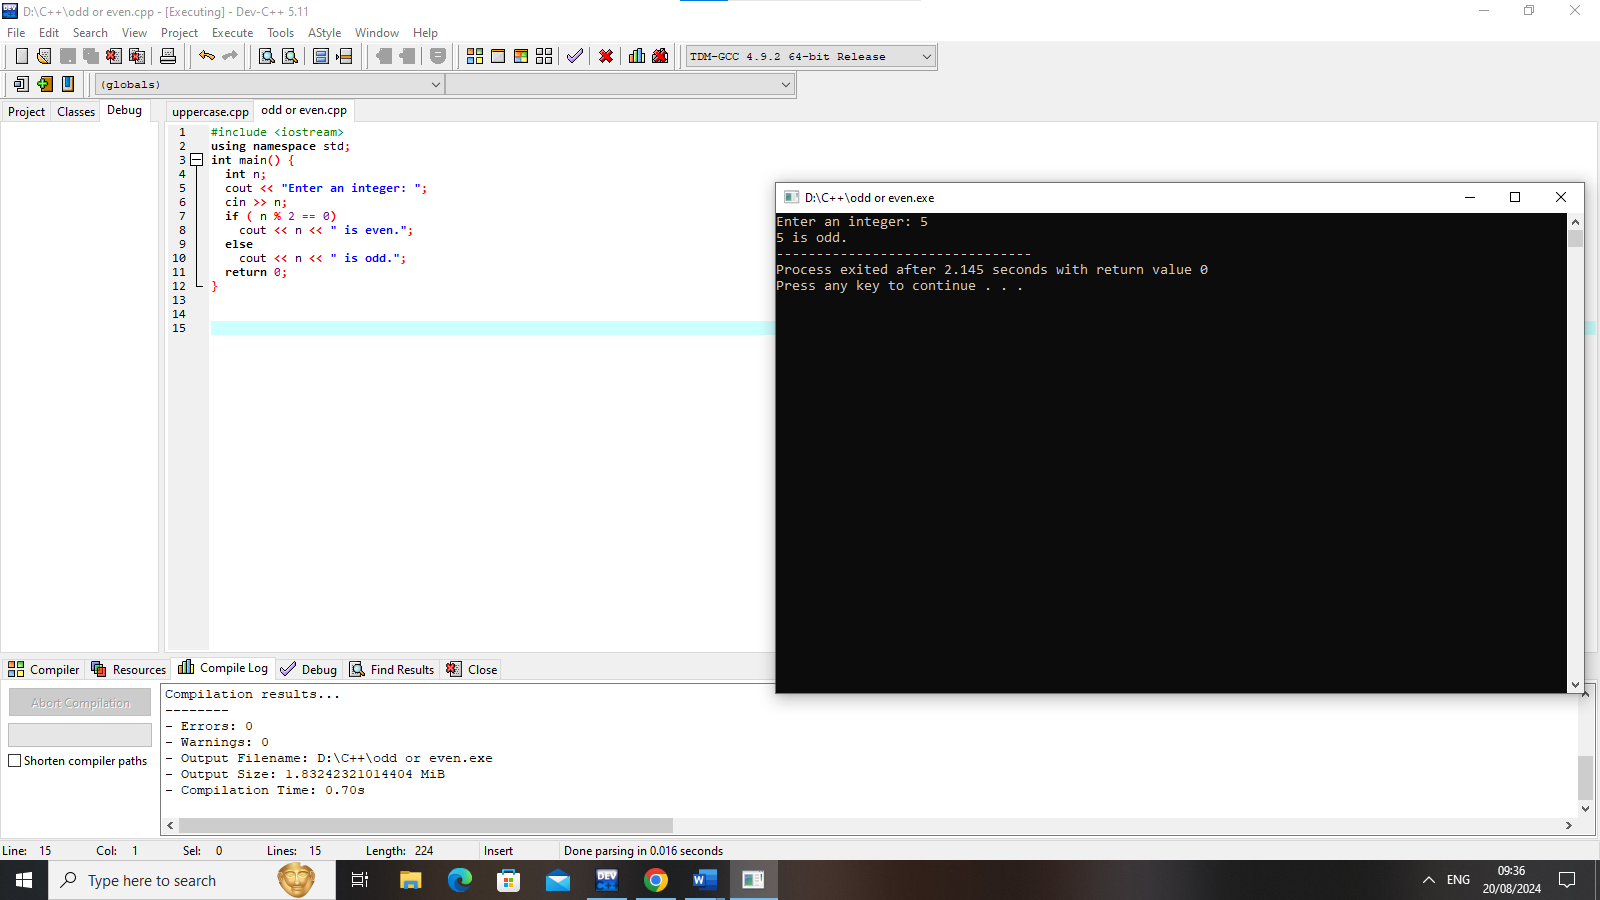 D:\C++\odd or even.cpp - [Executing] - Dev-C++ 5.11
File Edit Search View Project Execute Tools AStyle Window Help
TDM-GCC 4.9.2 64-bit Release
(globals)
Project Classes Debug
uppercase.cpp odd or even.cpp
1 #include <iostream>
2 using namespace std;
3 int main() {
4 int n;
5 cout << "Enter an integer: ";
6 cin >> n;
7 if ( n % 2 == 0)
8 cout << n << " is even.";
9 else
10 cout << n << " is odd.";
11 return 0;
12 }
13
14
15
D:\C++\odd or even.exe
Enter an integer: 5
5 is odd.
--------------------------------
Process exited after 2.145 seconds with return value 0
Press any key to continue . . .
Compiler Resources Compile Log Debug Find Results Close
Abort Compilation
Shorten compiler paths
Compilation results...
--------
- Errors: 0
- Warnings: 0
- Output Filename: D:\C++\odd or even.exe
- Output Size: 1.83242321014404 MiB
- Compilation Time: 0.70s
Line: 15 Col: 1 Sel: 0 Lines: 15 Length: 224 Insert Done parsing in 0.016 seconds
Type here to search
DEV
W
ENG
09:36
20/08/2024